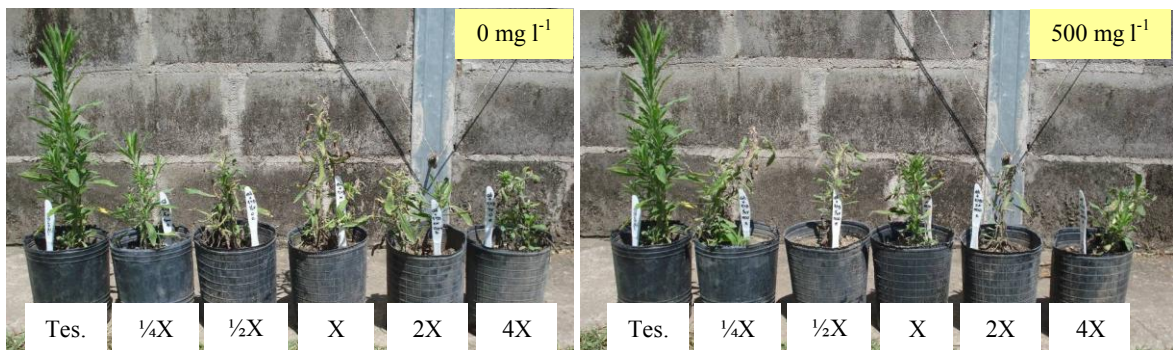 0 mg l⁻¹
500 mg l⁻¹
Tes. ¼X ½X X 2X 4X
Tes. ¼X ½X X 2X 4X